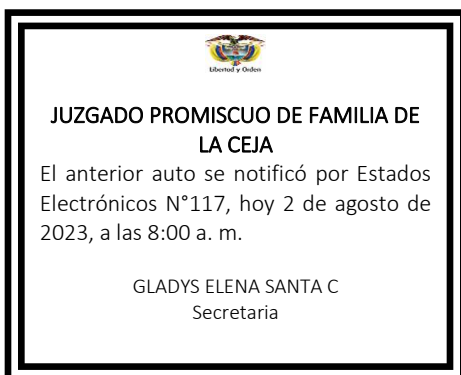 Libertad y Orden
JUZGADO PROMISCUO DE FAMILIA DE
LA CEJA
El anterior auto se notificó por Estados
Electrónicos N°117, hoy 2 de agosto de
2023, a las 8:00 a. m.
GLADYS ELENA SANTA C
Secretaria